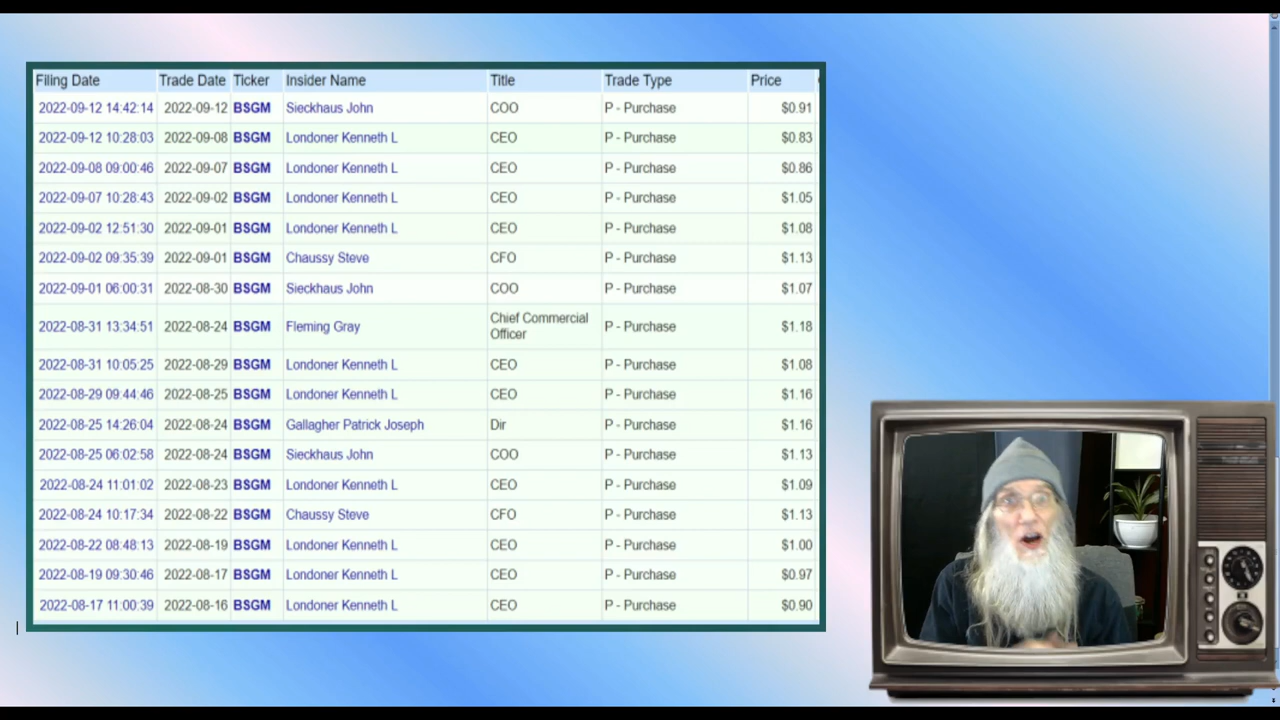 Filing Date Trade Date Ticker Insider Name Title Trade Type Price
2022-09-12 14:42:14 2022-09-12 BSGM Sieckhaus John COO P - Purchase $0.91
2022-09-12 10:28:03 2022-09-08 BSGM Londoner Kenneth L CEO P - Purchase $0.83
2022-09-08 09:00:46 2022-09-07 BSGM Londoner Kenneth L CEO P - Purchase $0.86
2022-09-07 10:28:43 2022-09-02 BSGM Londoner Kenneth L CEO P - Purchase $1.05
2022-09-02 12:51:30 2022-09-01 BSGM Londoner Kenneth L CEO P - Purchase $1.08
2022-09-02 09:35:39 2022-09-01 BSGM Chaussy Steve CFO P - Purchase $1.13
2022-09-01 06:00:31 2022-08-30 BSGM Sieckhaus John COO P - Purchase $1.07
2022-08-31 13:34:51 2022-08-24 BSGM Fleming Gray Chief Commercial
Officer P - Purchase $1.18
2022-08-31 10:05:25 2022-08-29 BSGM Londoner Kenneth L CEO P - Purchase $1.08
2022-08-29 09:44:46 2022-08-25 BSGM Londoner Kenneth L CEO P - Purchase $1.16
2022-08-25 14:26:04 2022-08-24 BSGM Gallagher Patrick Joseph Dir P - Purchase $1.16
2022-08-25 06:02:58 2022-08-24 BSGM Sieckhaus John COO P - Purchase $1.13
2022-08-24 11:01:02 2022-08-23 BSGM Londoner Kenneth L CEO P - Purchase $1.09
2022-08-24 10:17:34 2022-08-22 BSGM Chaussy Steve CFO P - Purchase $1.13
2022-08-22 08:48:13 2022-08-19 BSGM Londoner Kenneth L CEO P - Purchase $1.00
2022-08-19 09:30:46 2022-08-17 BSGM Londoner Kenneth L CEO P - Purchase $0.97
2022-08-17 11:00:39 2022-08-16 BSGM Londoner Kenneth L CEO P - Purchase $0.90